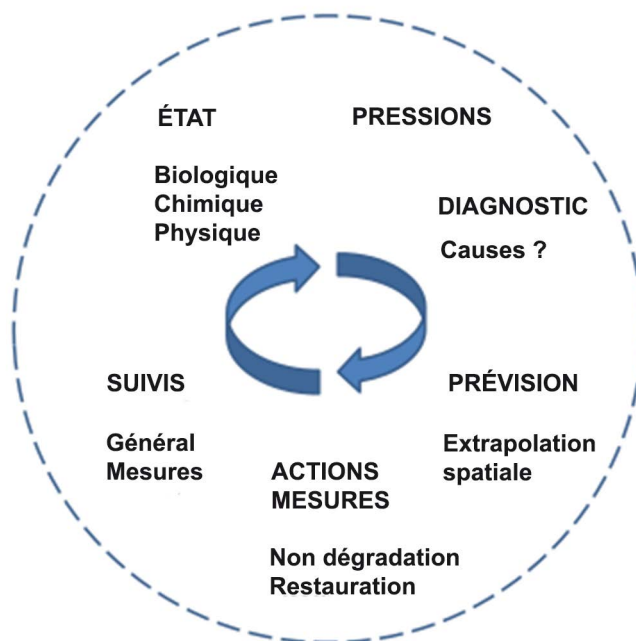 ÉTAT
Biologique
Chimique
Physique
PRESSIONS
DIAGNOSTIC
Causes ?
PRÉVISION
Extrapolation
spatiale
ACTIONS
MESURES
Non dégradation
Restauration
SUIVIS
Général
Mesures